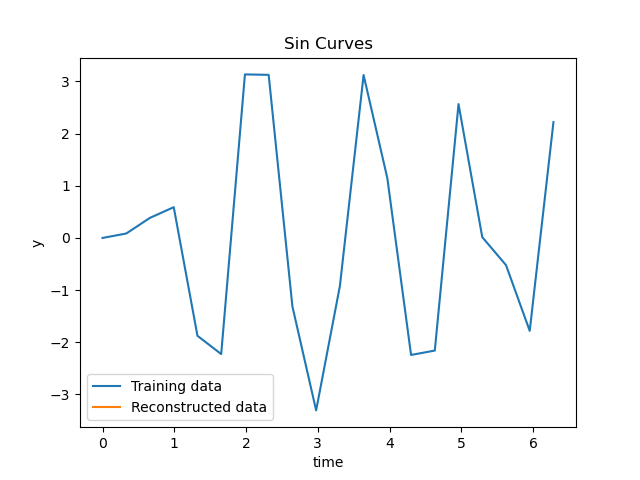 Sin Curves
3
2
1
0
−1
−2
−3
y
Training data
Reconstructed data
0 1 2 3 4 5 6
time